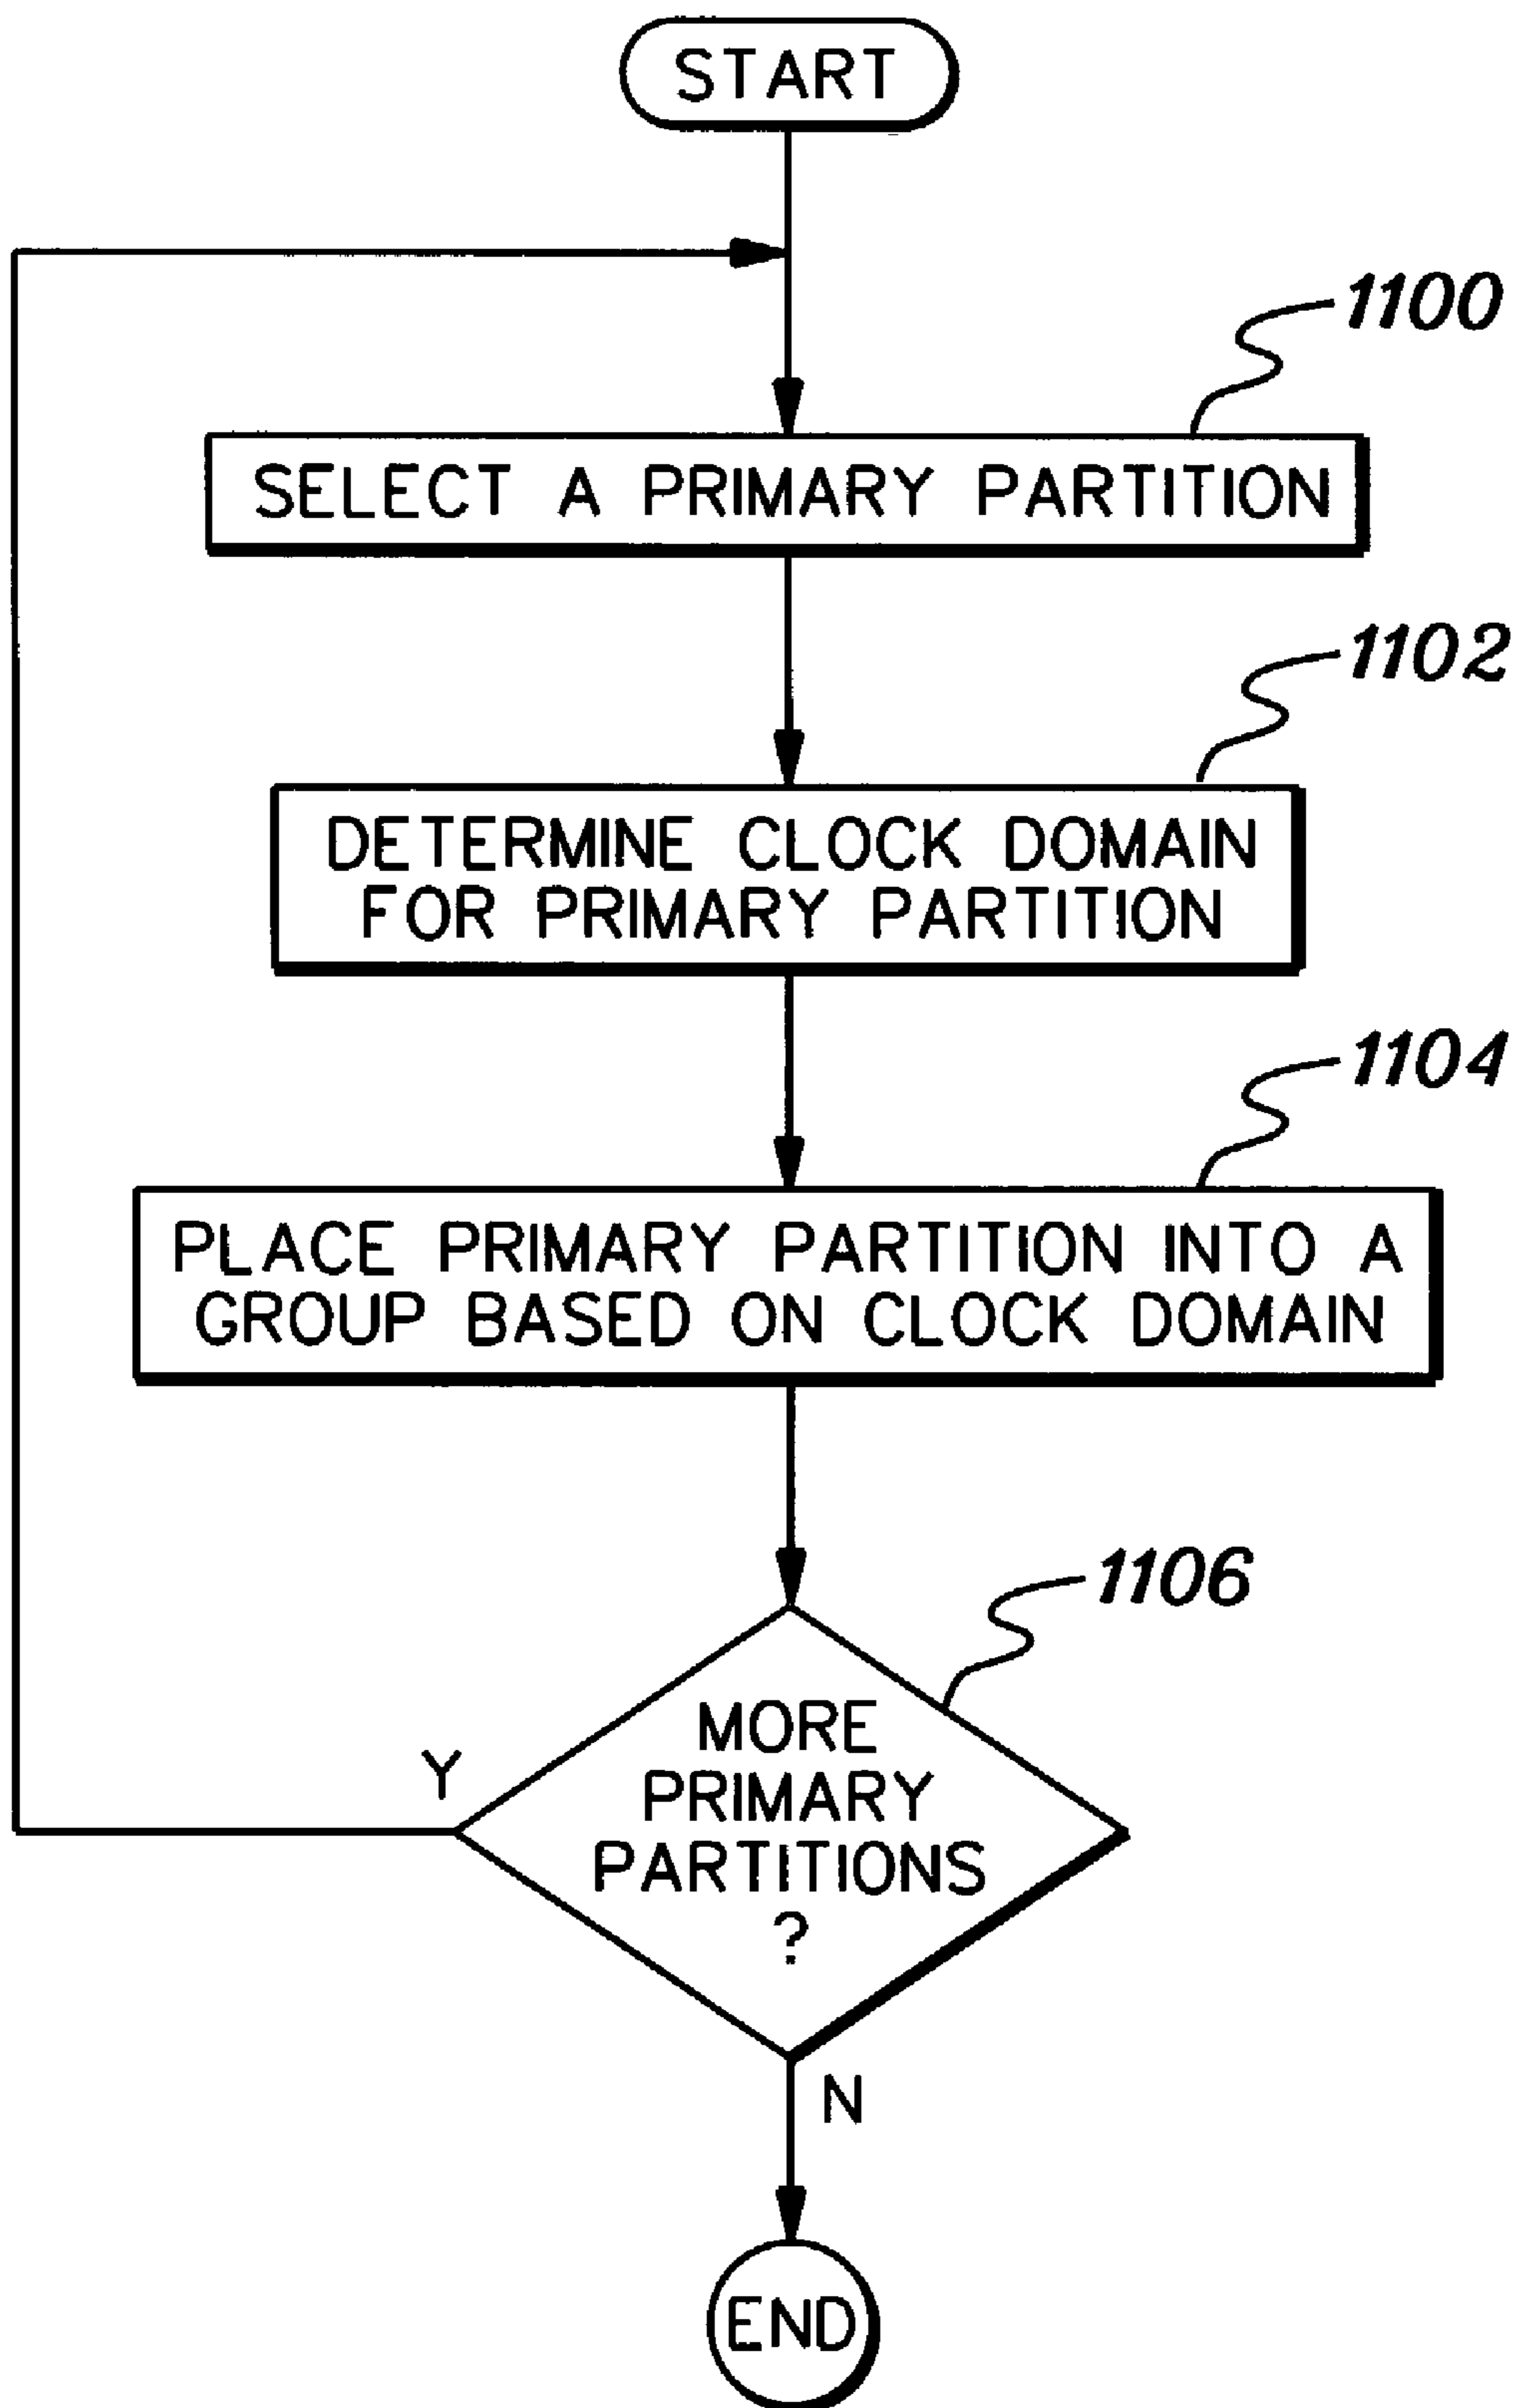 START
1100
SELECT A PRIMARY PARTITION
1102
DETERMINE CLOCK DOMAIN
FOR PRIMARY PARTITION
1104
PLACE PRIMARY PARTITION INTO A
GROUP BASED ON CLOCK DOMAIN
1106
MORE
PRIMARY
PARTITIONS
?
Y
N
END